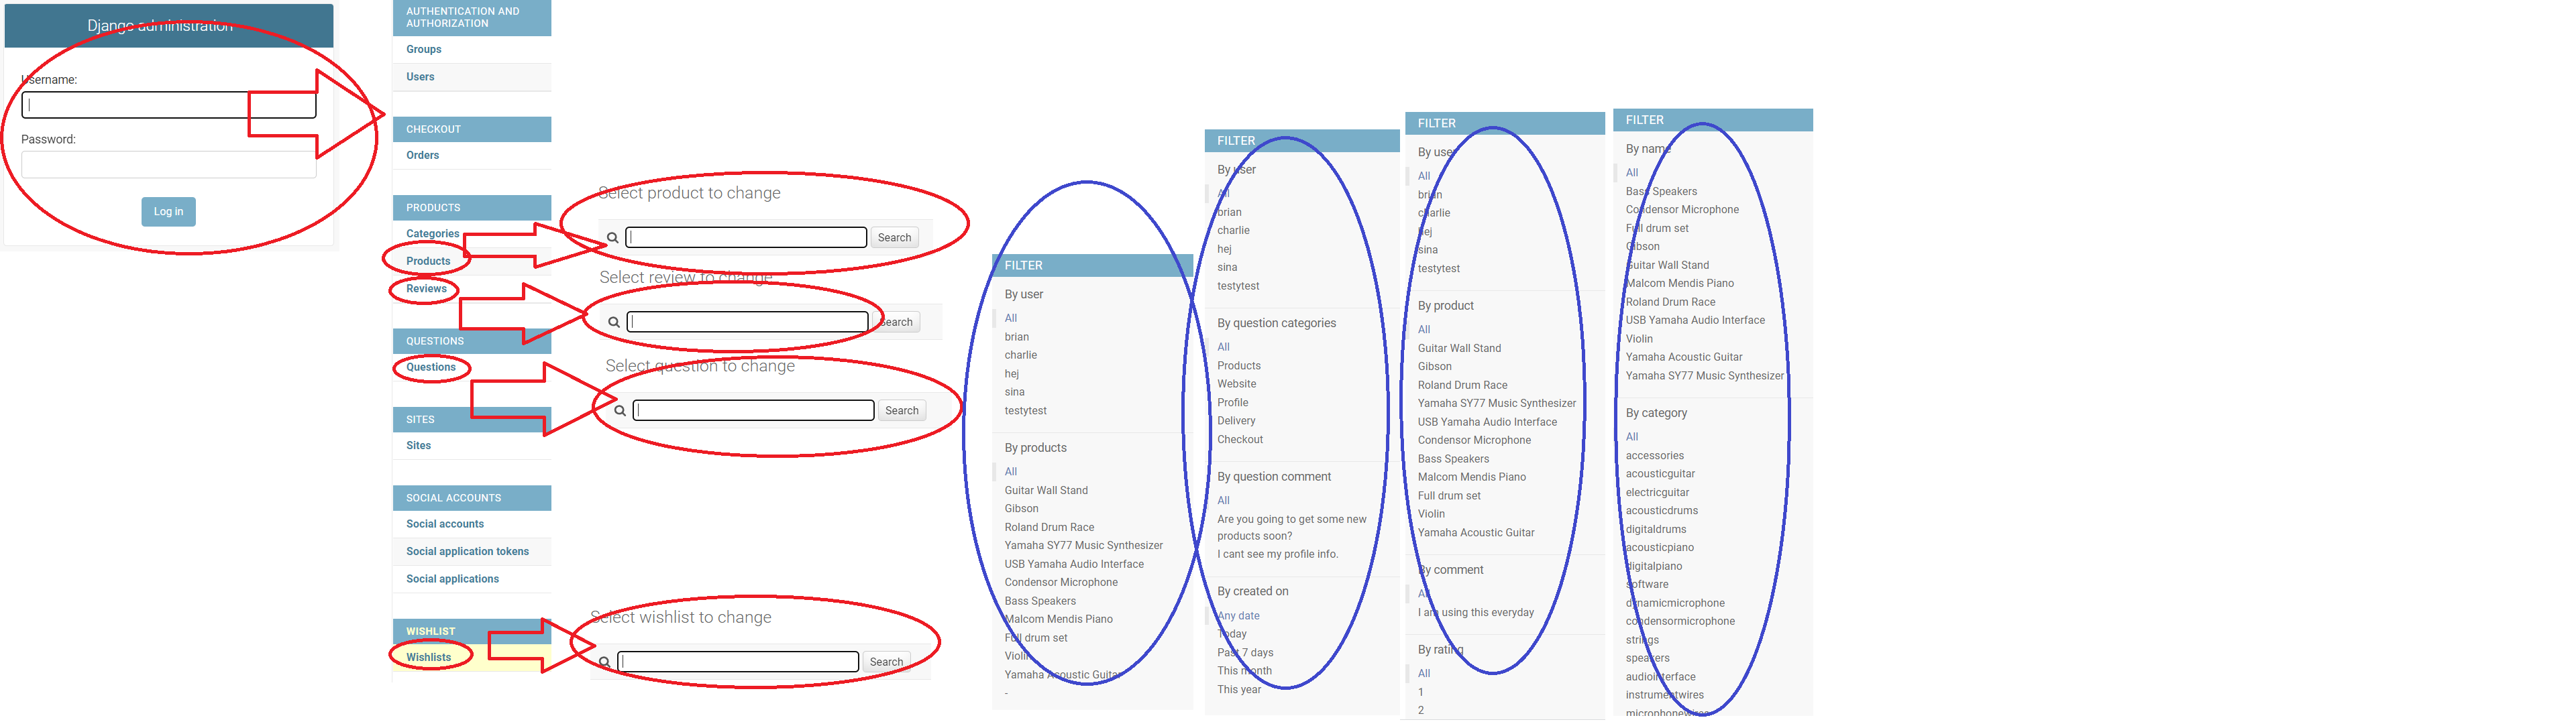 Django administration
Username:
Password:
Log in
AUTHENTICATION AND
AUTHORIZATION
Groups
Users
CHECKOUT
Orders
PRODUCTS
Categories
Products
Reviews
QUESTIONS
Questions
SITES
Sites
SOCIAL ACCOUNTS
Social accounts
Social application tokens
Social applications
WISHLIST
Wishlists
Select product to change
Search
Select review to change
Search
Select question to change
Search
Select wishlist to change
Search
FILTER
By user
All
brian
charlie
hej
sina
testytest
By products
All
Guitar Wall Stand
Gibson
Roland Drum Race
Yamaha SY77 Music Synthesizer
USB Yamaha Audio Interface
Condensor Microphone
Bass Speakers
Malcom Mendis Piano
Full drum set
Violin
Yamaha Acoustic Guitar
-
FILTER
By user
All
brian
charlie
hej
sina
testytest
By question categories
All
Products
Website
Profile
Delivery
Checkout
By question comment
All
Are you going to get some new
products soon?
I cant see my profile info.
By created on
Any date
Today
Past 7 days
This month
This year
FILTER
By user
All
brian
charlie
hej
sina
testytest
By product
All
Guitar Wall Stand
Gibson
Roland Drum Race
Yamaha SY77 Music Synthesizer
USB Yamaha Audio Interface
Condensor Microphone
Bass Speakers
Malcom Mendis Piano
Full drum set
Violin
Yamaha Acoustic Guitar
By comment
All
I am using this everyday
By rating
All
1
2
FILTER
By name
All
Bass Speakers
Condensor Microphone
Full drum set
Gibson
Guitar Wall Stand
Malcom Mendis Piano
Roland Drum Race
USB Yamaha Audio Interface
Violin
Yamaha Acoustic Guitar
Yamaha SY77 Music Synthesizer
By category
All
accessories
acousticguitar
electricguitar
acousticdrums
digitaldrums
acousticpiano
digitalpiano
software
dynamicmicrophone
condensormicrophone
strings
speakers
audiointerface
instrumentwires
microphonewires